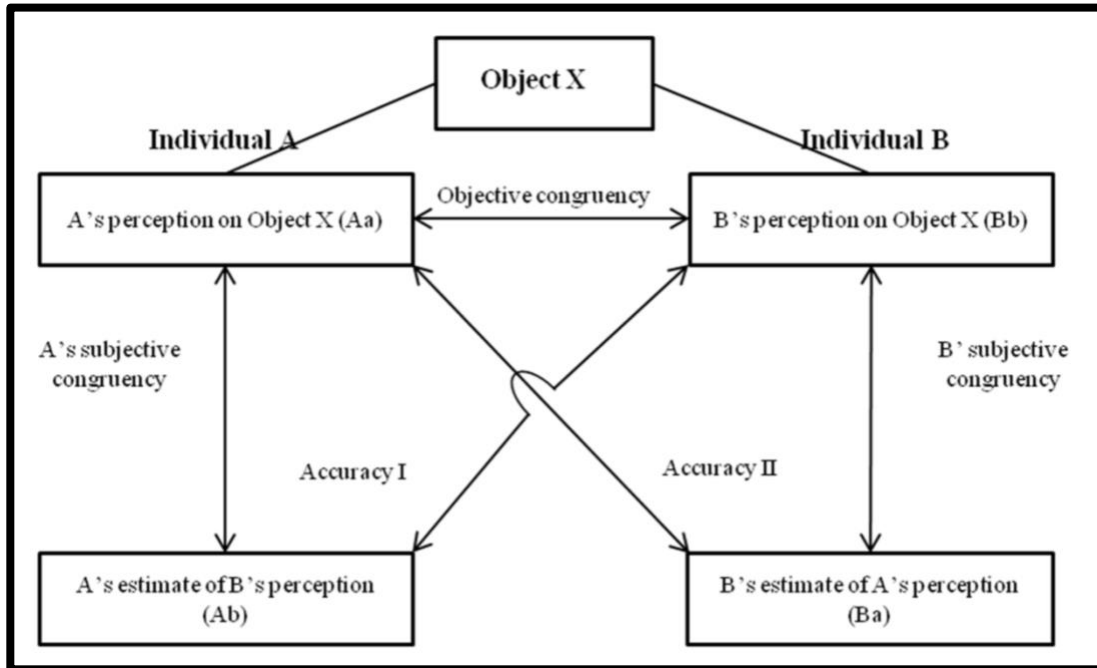 Object X
Individual A
Individual B
A's perception on Object X (Aa)
Objective congruency
B's perception on Object X (Bb)
A's subjective
congruency
B' subjective
congruency
Accuracy I
Accuracy II
A's estimate of B's perception
(Ab)
B's estimate of A's perception
(Ba)